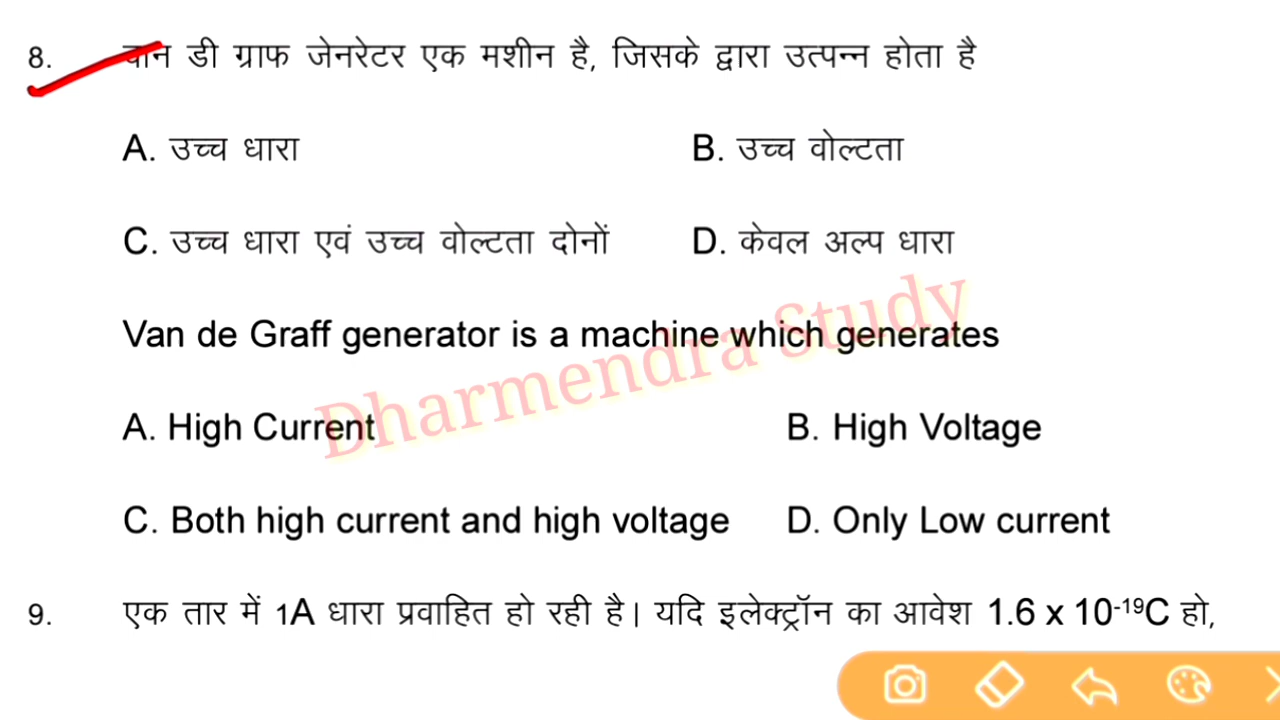 8. वान डी ग्राफ जेनरेटर एक मशीन है, जिसके द्वारा उत्पन्न होता है
A. उच्च धारा B. उच्च वोल्टता
C. उच्च धारा एवं उच्च वोल्टता दोनों D. केवल अल्प धारा
Van de Graff generator is a machine which generates
Dharmendra Study
A. High Current B. High Voltage
C. Both high current and high voltage D. Only Low current
9. एक तार में 1A धारा प्रवाहित हो रही है। यदि इलेक्ट्रॉन का आवेश 1.6 x 10⁻¹⁹C हो,